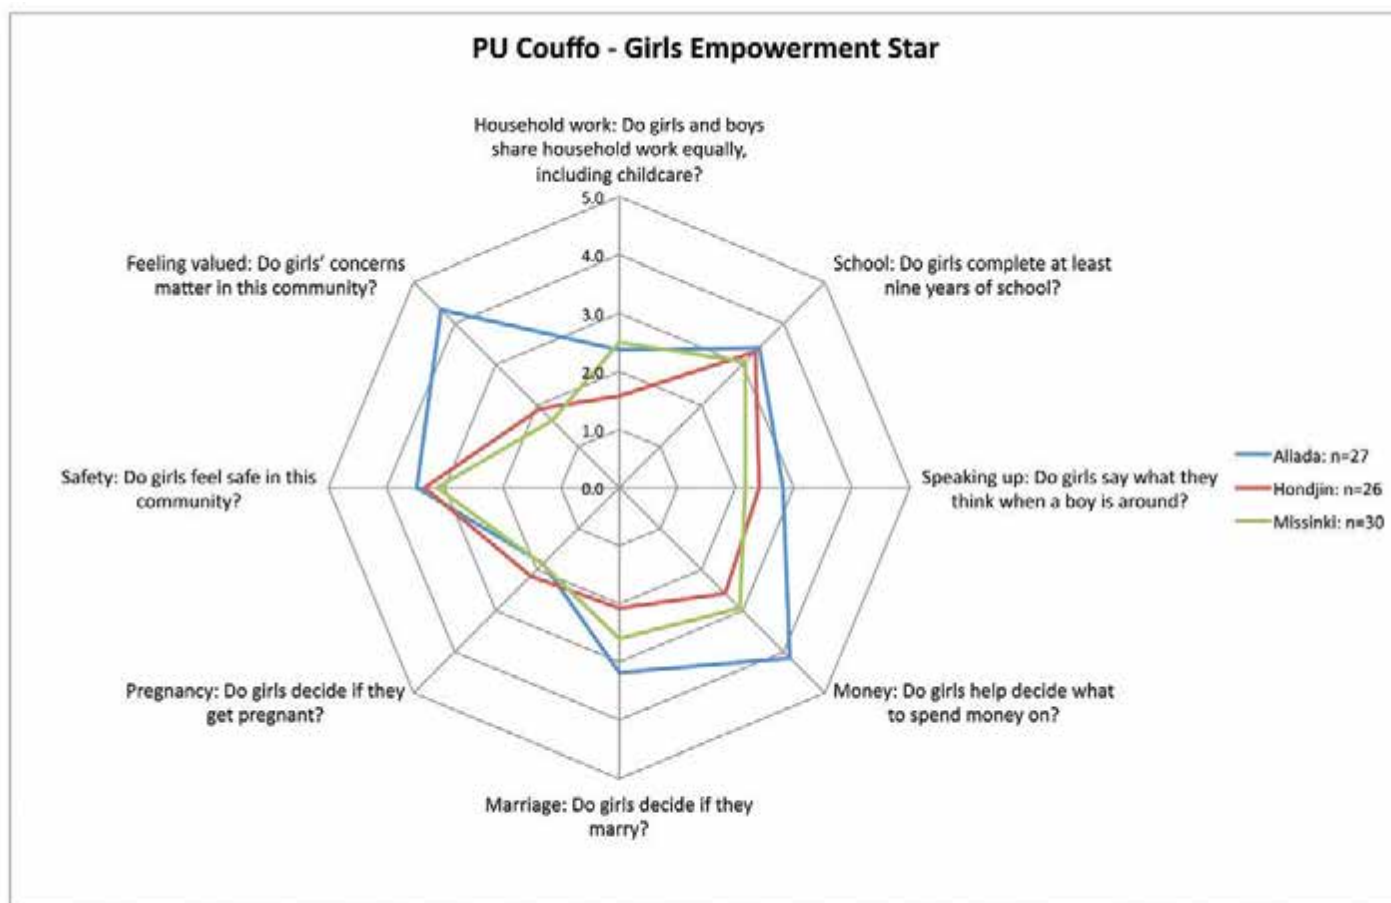 PU Couffo - Girls Empowerment Star
Household work: Do girls and boys
share household work equally,
including childcare?
5.0
4.0
3.0
2.0
1.0
0.0
School: Do girls complete at least
nine years of school?
Speaking up: Do girls say what they
think when a boy is around?
Money: Do girls help decide what
to spend money on?
Marriage: Do girls decide if they
marry?
Pregnancy: Do girls decide if they
get pregnant?
Safety: Do girls feel safe in this
community?
Feeling valued: Do girls' concerns
matter in this community?
Allada: n=27
Hondjin: n=26
Missinki: n=30